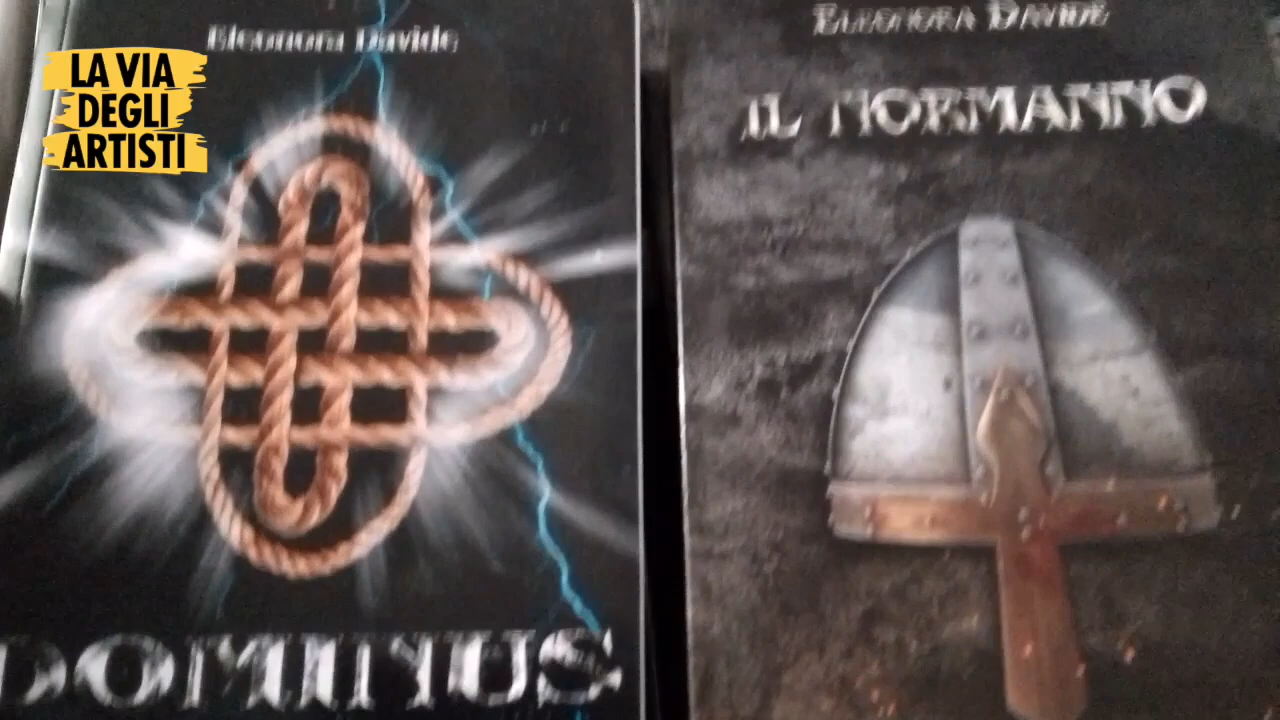 LA VIA
DEGLI
ARTISTI
Eleonora Davide
DOMINUS
ELEONORA DAVIDE
IL NORMANNO